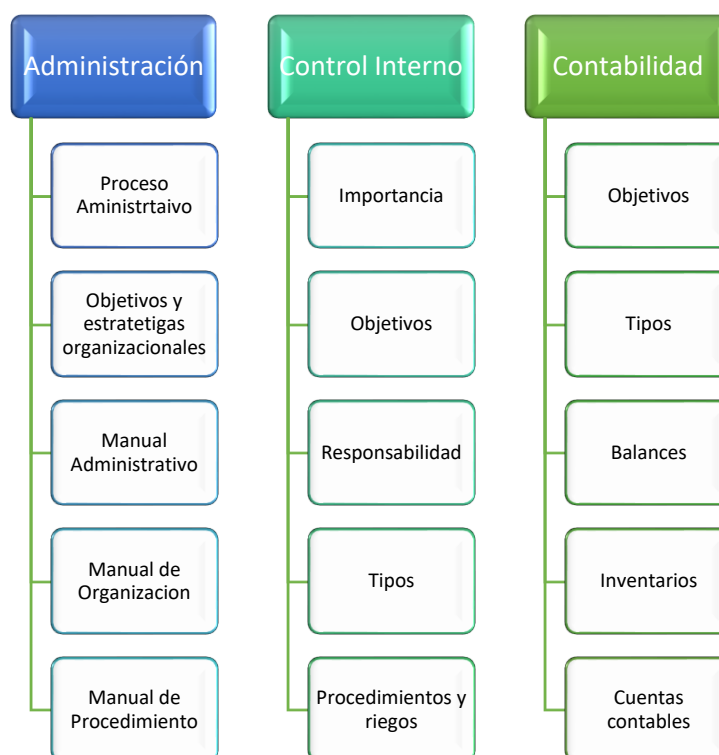 Administración
Proceso
Aministrtaivo
Objetivos y
estratetigas
organizacionales
Manual
Administrativo
Manual de
Organizacion
Manual de
Procedimiento
Control Interno
Importancia
Objetivos
Responsabilidad
Tipos
Procedimientos y
riegos
Contabilidad
Objetivos
Tipos
Balances
Inventarios
Cuentas
contables